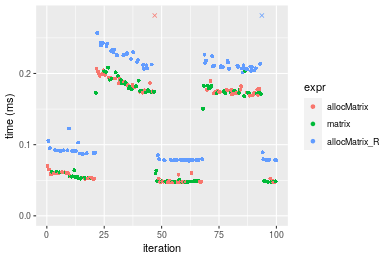 time (ms)
0.2
0.1
0.0
0
25
50
75
100
iteration
expr
allocMatrix
matrix
allocMatrix_R